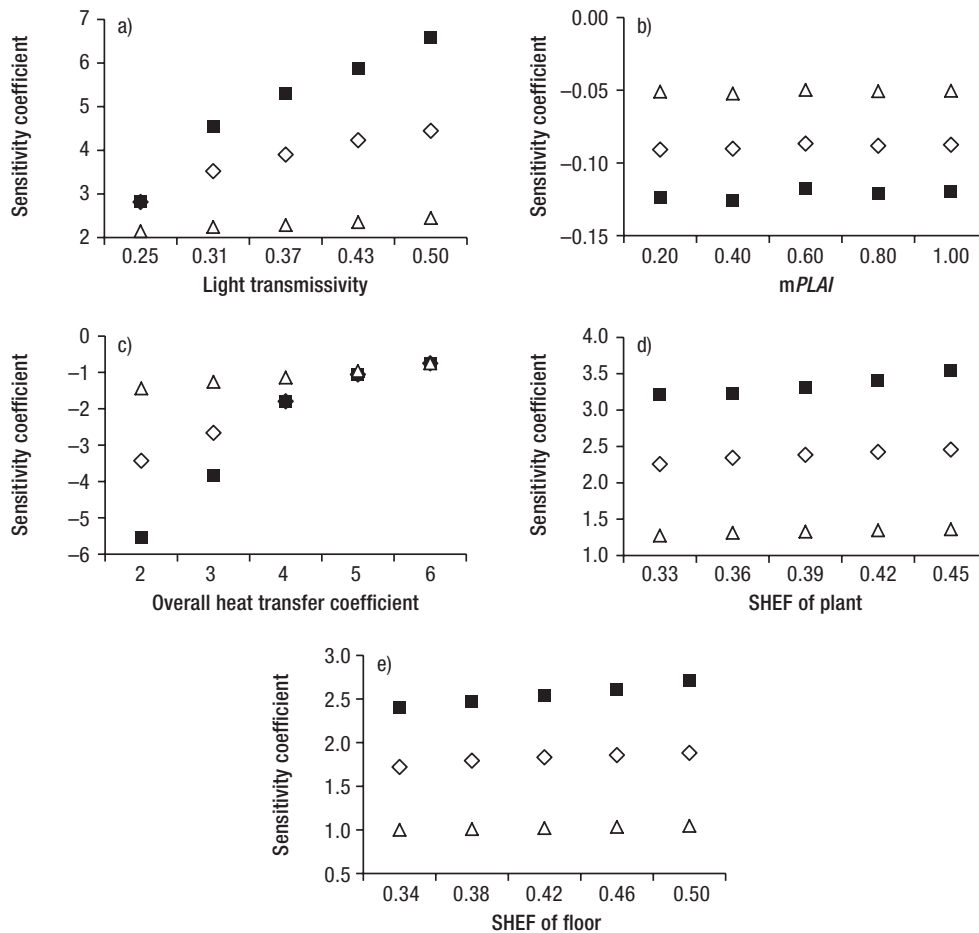 a)
Sensitivity coefficient
7
6
5
4
3
2
0.25 0.31 0.37 0.43 0.50
Light transmissivity
b)
Sensitivity coefficient
0.00
−0.05
−0.10
−0.15
0.20 0.40 0.60 0.80 1.00
mPLAI
c)
Sensitivity coefficient
0
−1
−2
−3
−4
−5
−6
2 3 4 5 6
Overall heat transfer coefficient
d)
Sensitivity coefficient
4.0
3.5
3.0
2.5
2.0
1.5
1.0
0.33 0.36 0.39 0.42 0.45
SHEF of plant
e)
Sensitivity coefficient
3.0
2.5
2.0
1.5
1.0
0.5
0.34 0.38 0.42 0.46 0.50
SHEF of floor